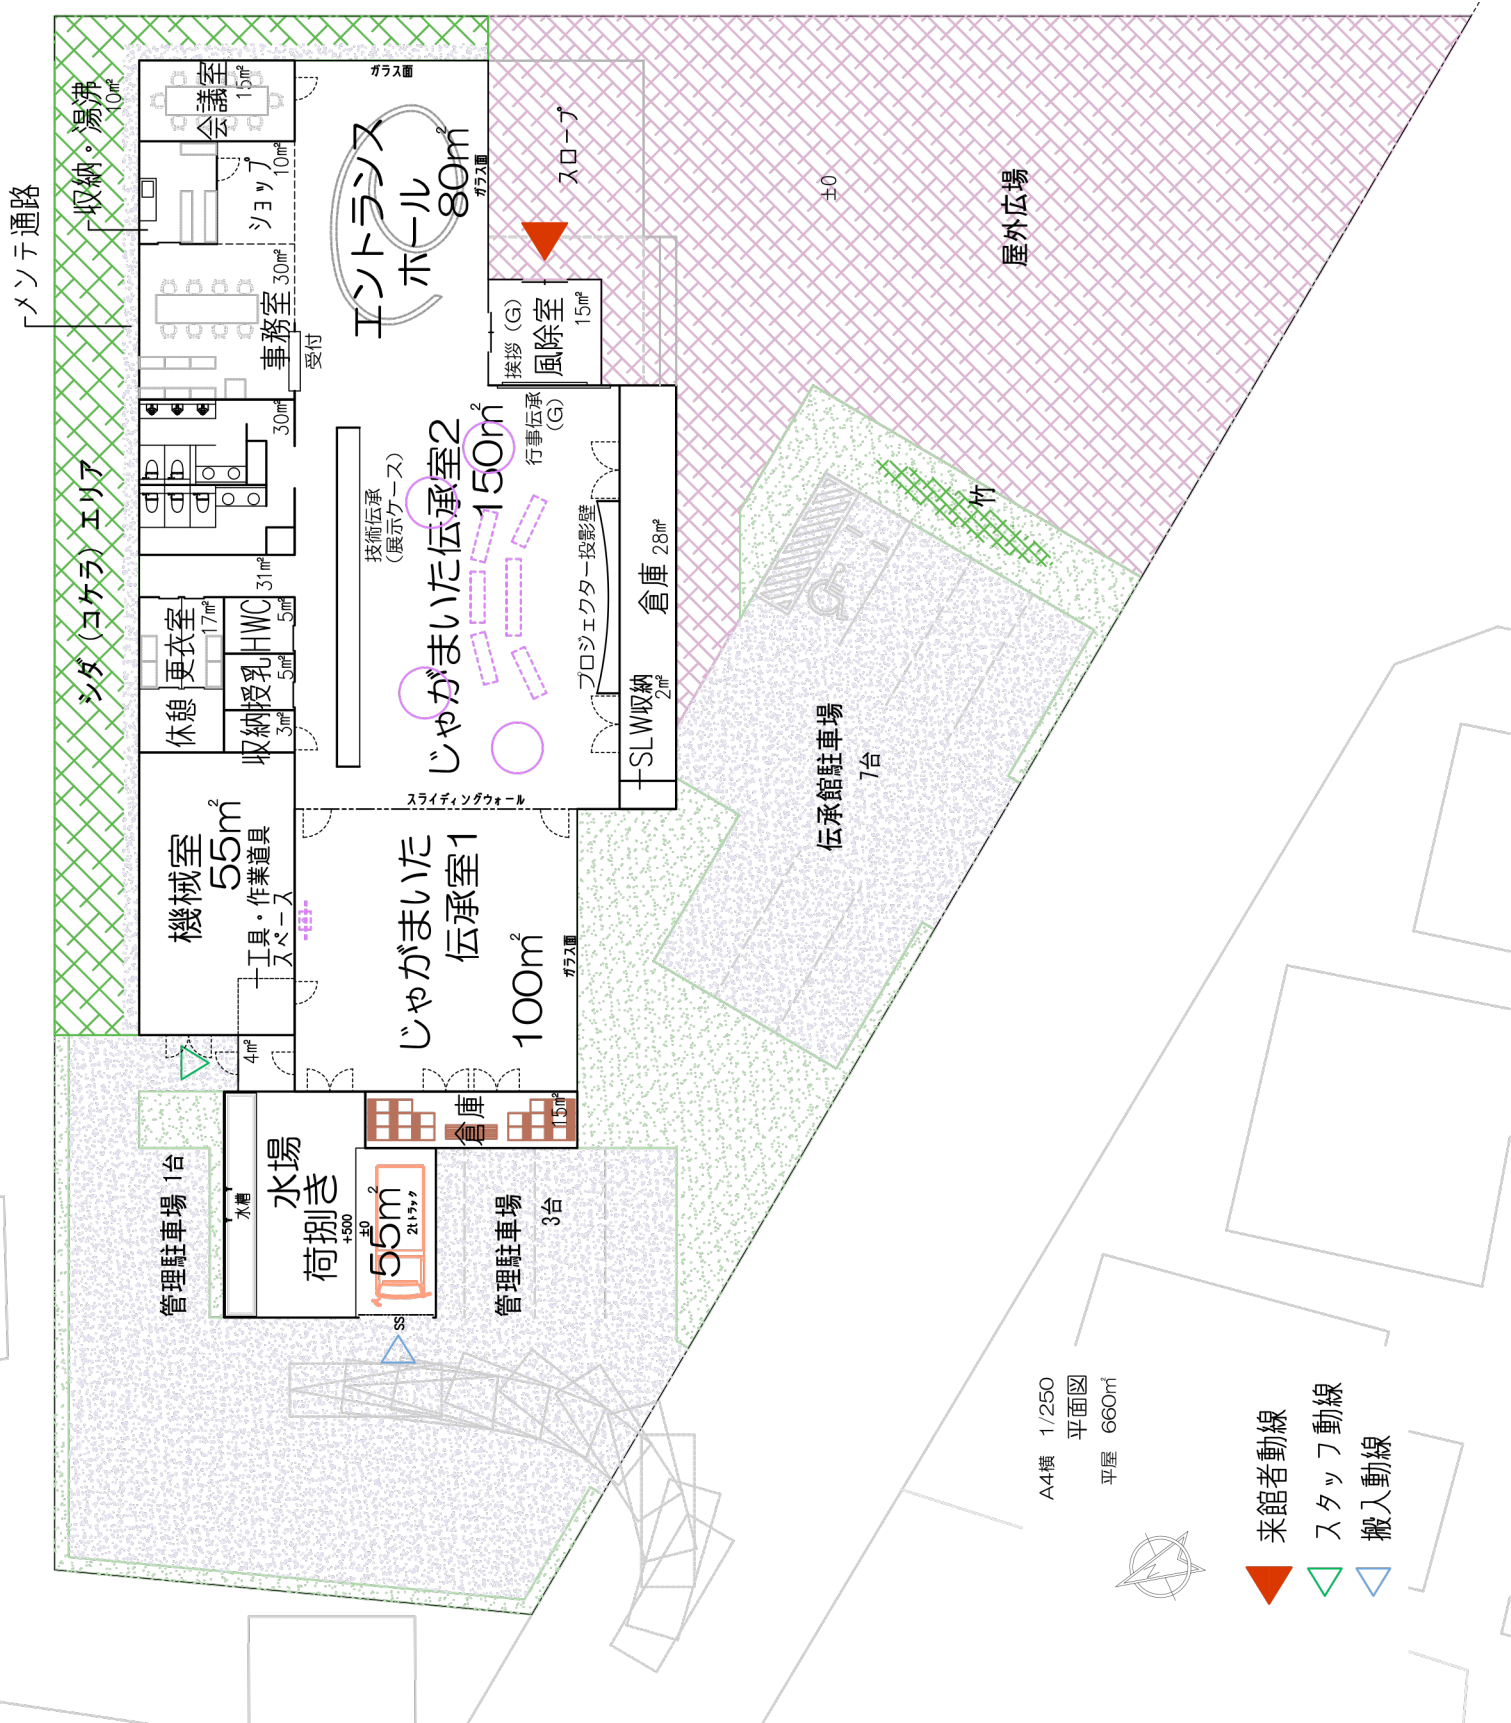 メンテ通路
収納・湯沸
10㎡
シダ（コケラ）エリア
会議室
15㎡
ショップ
10㎡
事務室
30㎡
受付
30㎡
31㎡
更衣室
17㎡
休憩
HWC
5㎡
授乳
5㎡
収納
3㎡
機械室
55m²
工具・作業道具
スペース
4㎡
ガラス面
エントランス
ホール
80m²
ガラス面
スロープ
挨拶（G）
風除室
15㎡
行事伝承
（G）
技術伝承
（展示ケース）
じゃがまいた伝承室2
150m²
プロジェクター投影壁
倉庫 28㎡
SLW収納
2㎡
スライディングウォール
じゃがまいた
伝承室1
100m²
ガラス面
倉庫
15㎡
水場
荷捌き
水槽
+500
±0
55m²
2tトラック
SS
管理駐車場 1台
管理駐車場
3台
±0
屋外広場
竹
伝承館駐車場
7台
A4横 1/250
平面図
平屋 660㎡
来館者動線
スタッフ動線
搬入動線